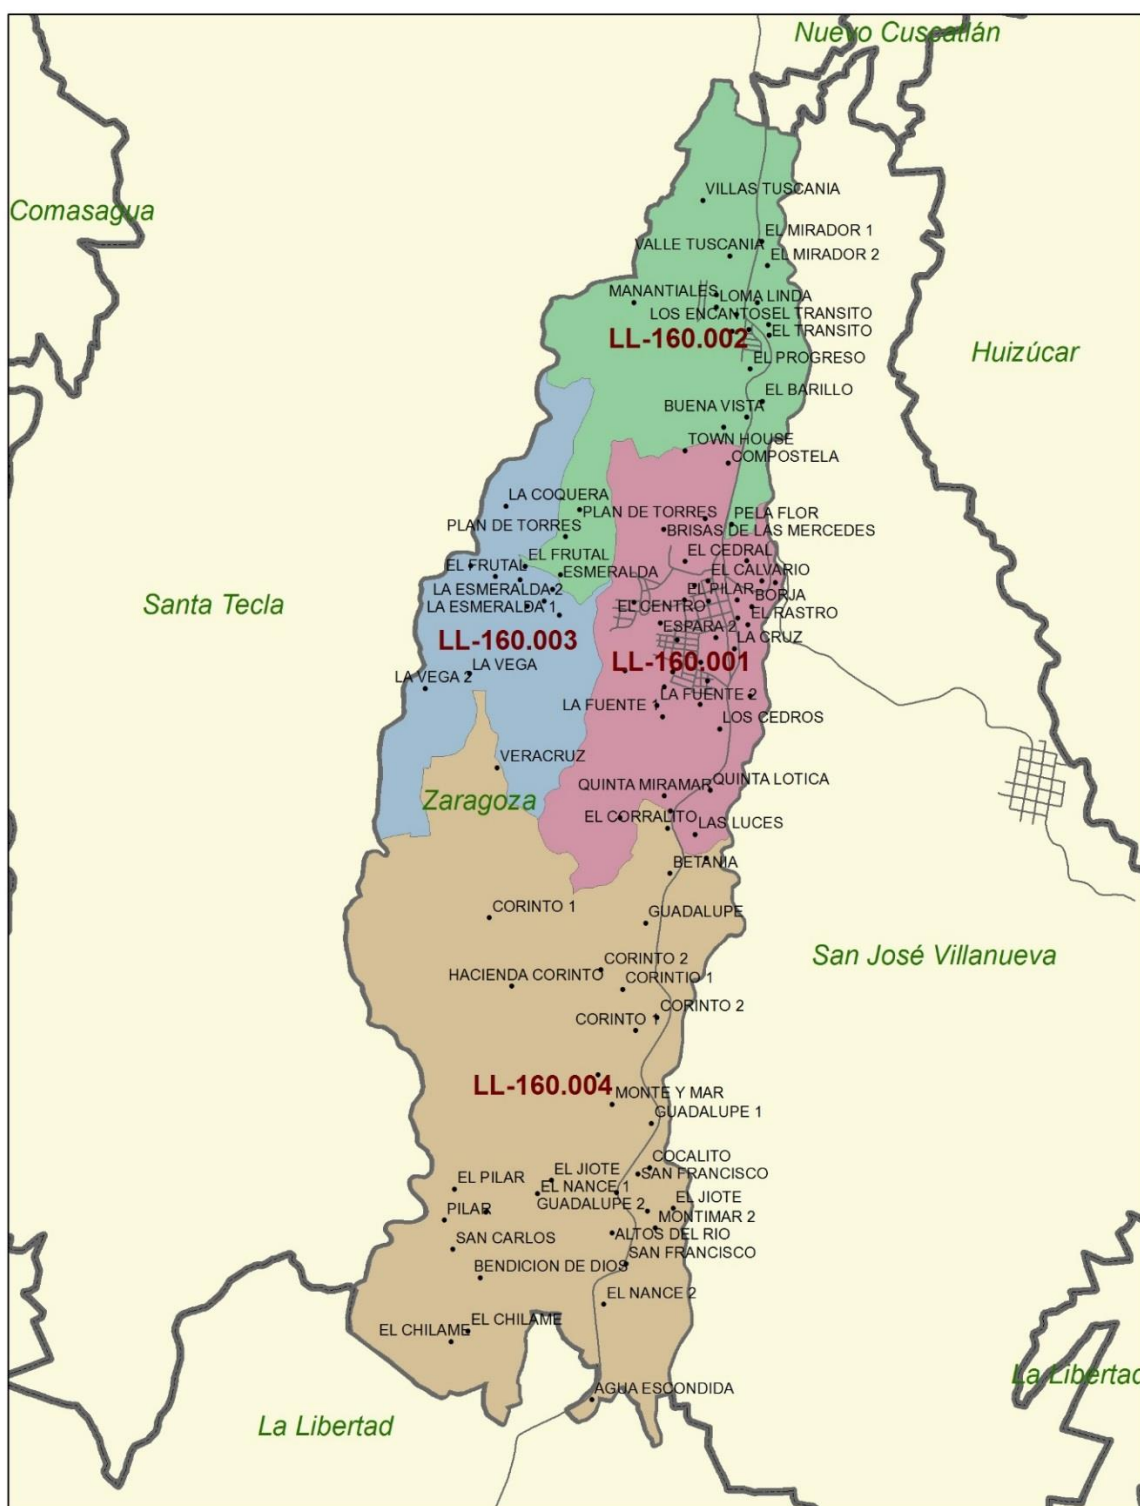 Nuevo Cuscatlán
VILLAS TUSCANIA
Comasagua
EL MIRADOR 1
VALLE TUSCANIA
EL MIRADOR 2
MANANTIALES
LOMA LINDA
LOS ENCANTOS
EL TRANSITO
EL TRANSITO
LL-160.002
Huizúcar
EL PROGRESO
EL BARILLO
BUENA VISTA
TOWN HOUSE
COMPOSTELA
LA COQUERA
PLAN DE TORRES
PELA FLOR
PLAN DE TORRES
BRISAS DE LAS MERCEDES
EL FRUTAL
EL CEDRAL
EL FRUTAL
ESMERALDA
EL CALVARIO
LA ESMERALDA 2
EL PILAR
BORJA
Santa Tecla
LA ESMERALDA 1
EL CENTRO
EL RASTRO
ESPARA 2
LL-160.003
LA CRUZ
LL-160.001
LA VEGA
LA VEGA 2
LA FUENTE 2
LA FUENTE 1
LOS CEDROS
VERACRUZ
QUINTA MIRAMAR
QUINTA LOTICA
Zaragoza
EL CORRALITO
LAS LUCES
BETANIA
CORINTO 1
GUADALUPE
San José Villanueva
CORINTO 2
HACIENDA CORINTO
CORINTIO 1
CORINTO 2
CORINTO 1
LL-160.004
MONTE Y MAR
GUADALUPE 1
COCALITO
EL JIOTE
SAN FRANCISCO
EL PILAR
EL NANCE 1
EL JIOTE
GUADALUPE 2
PILAR
MONTIMAR 2
SAN CARLOS
ALTOS DEL RIO
SAN FRANCISCO
BENDICION DE DIOS
EL NANCE 2
EL CHILAME
EL CHILAME
La Libertad
AGUA ESCONDIDA
La Libertad